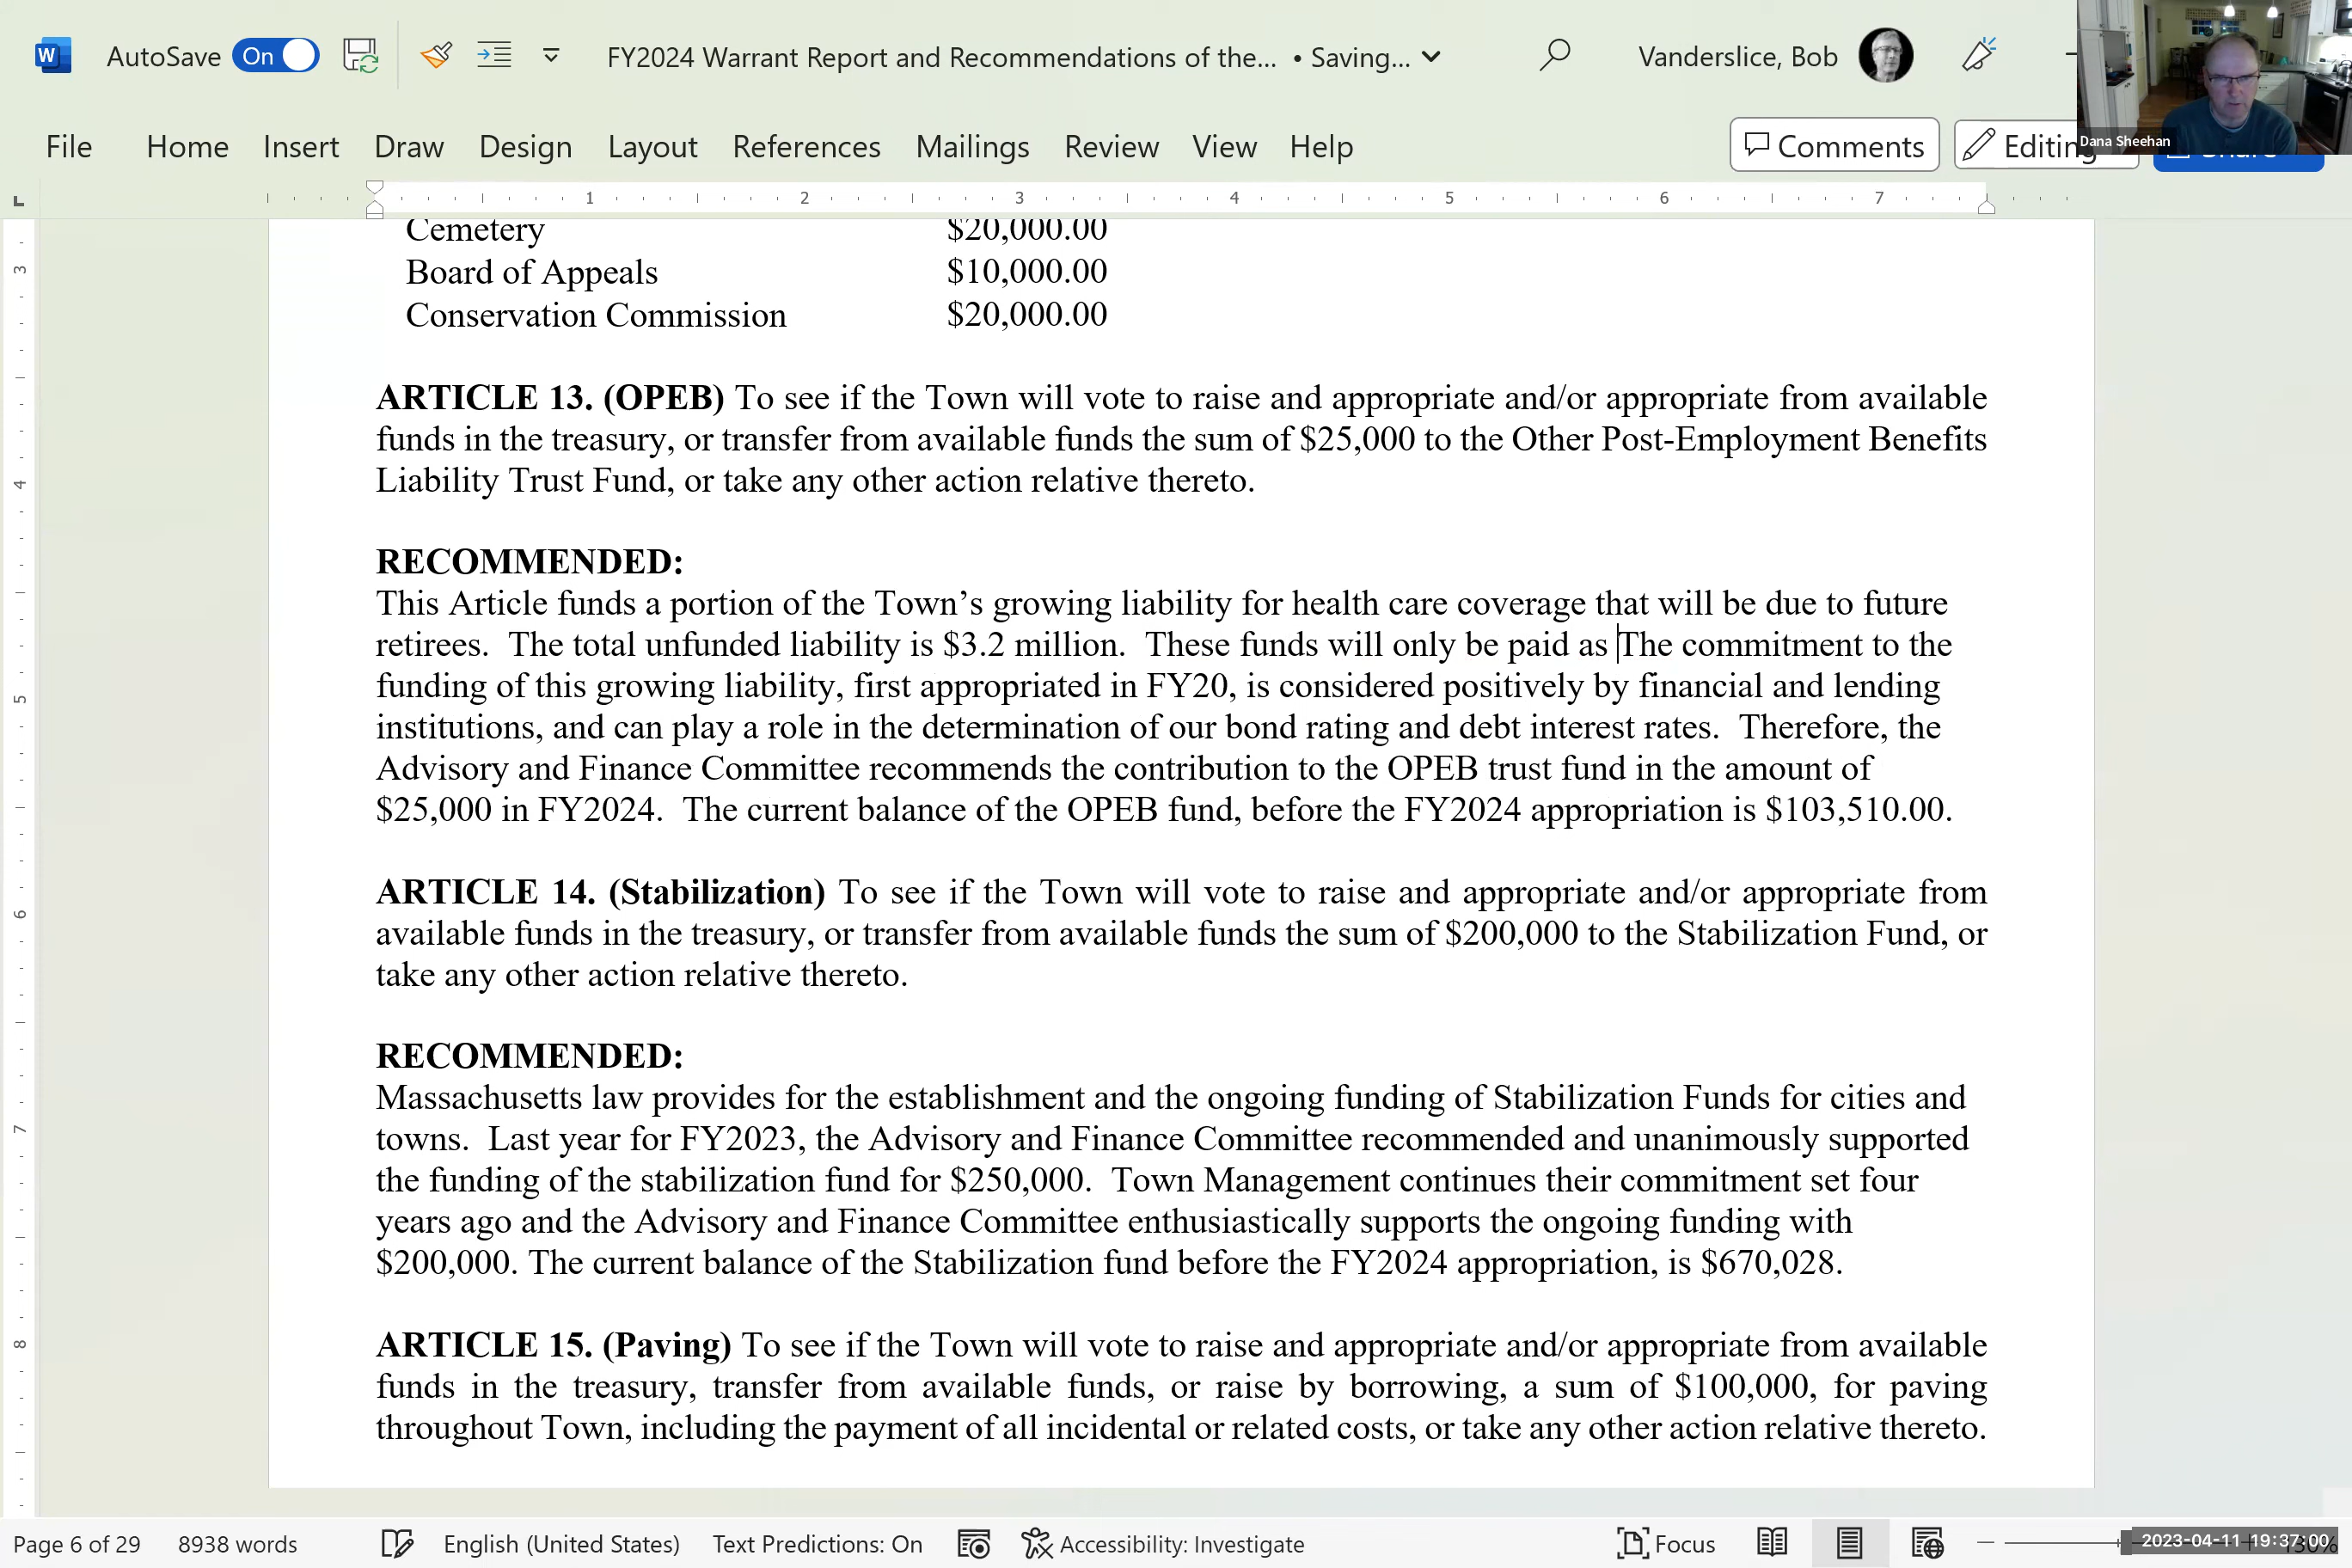 AutoSave On FY2024 Warrant Report and Recommendations of the... • Saving... Vanderslice, Bob
File Home Insert Draw Design Layout References Mailings Review View Help Comments Editing
Dana Sheehan
1 2 3 4 5 6 7
Cemetery $20,000.00
Board of Appeals $10,000.00
Conservation Commission $20,000.00
ARTICLE 13. (OPEB) To see if the Town will vote to raise and appropriate and/or appropriate from available
funds in the treasury, or transfer from available funds the sum of $25,000 to the Other Post-Employment Benefits
Liability Trust Fund, or take any other action relative thereto.
RECOMMENDED:
This Article funds a portion of the Town's growing liability for health care coverage that will be due to future
retirees. The total unfunded liability is $3.2 million. These funds will only be paid as The commitment to the
funding of this growing liability, first appropriated in FY20, is considered positively by financial and lending
institutions, and can play a role in the determination of our bond rating and debt interest rates. Therefore, the
Advisory and Finance Committee recommends the contribution to the OPEB trust fund in the amount of
$25,000 in FY2024. The current balance of the OPEB fund, before the FY2024 appropriation is $103,510.00.
ARTICLE 14. (Stabilization) To see if the Town will vote to raise and appropriate and/or appropriate from
available funds in the treasury, or transfer from available funds the sum of $200,000 to the Stabilization Fund, or
take any other action relative thereto.
RECOMMENDED:
Massachusetts law provides for the establishment and the ongoing funding of Stabilization Funds for cities and
towns. Last year for FY2023, the Advisory and Finance Committee recommended and unanimously supported
the funding of the stabilization fund for $250,000. Town Management continues their commitment set four
years ago and the Advisory and Finance Committee enthusiastically supports the ongoing funding with
$200,000. The current balance of the Stabilization fund before the FY2024 appropriation, is $670,028.
ARTICLE 15. (Paving) To see if the Town will vote to raise and appropriate and/or appropriate from available
funds in the treasury, transfer from available funds, or raise by borrowing, a sum of $100,000, for paving
throughout Town, including the payment of all incidental or related costs, or take any other action relative thereto.
3
4
5
6
7
8
Page 6 of 29 8938 words English (United States) Text Predictions: On Accessibility: Investigate Focus 2023-04-11 19:37:00